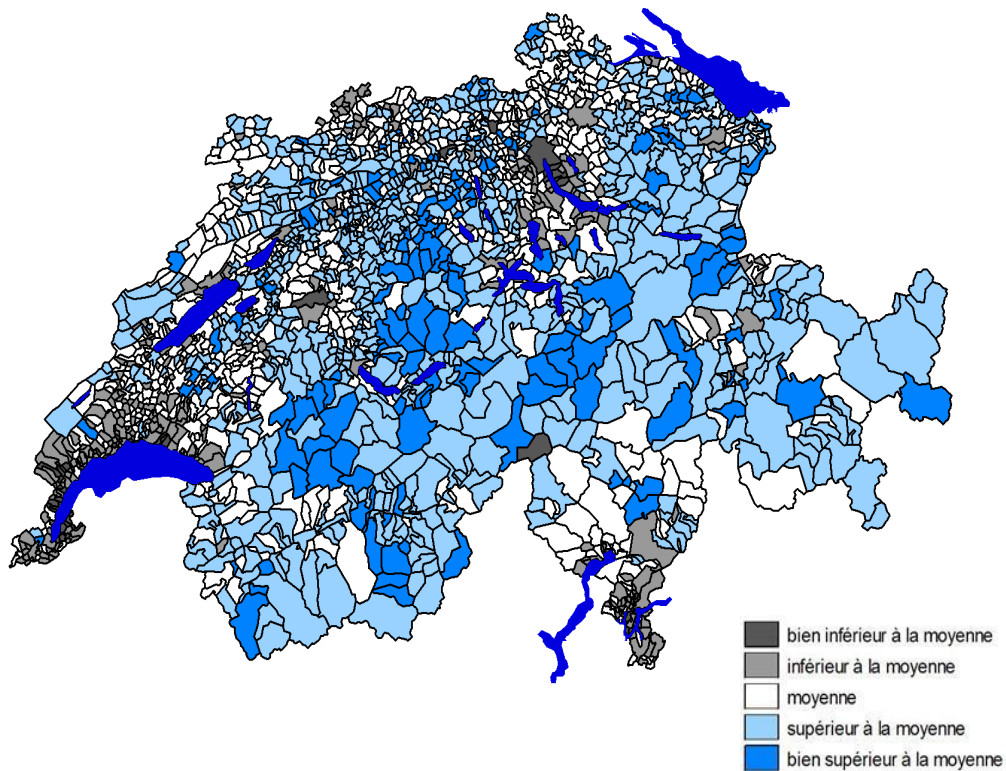 bien inférieur à la moyenne
inférieur à la moyenne
moyenne
supérieur à la moyenne
bien supérieur à la moyenne